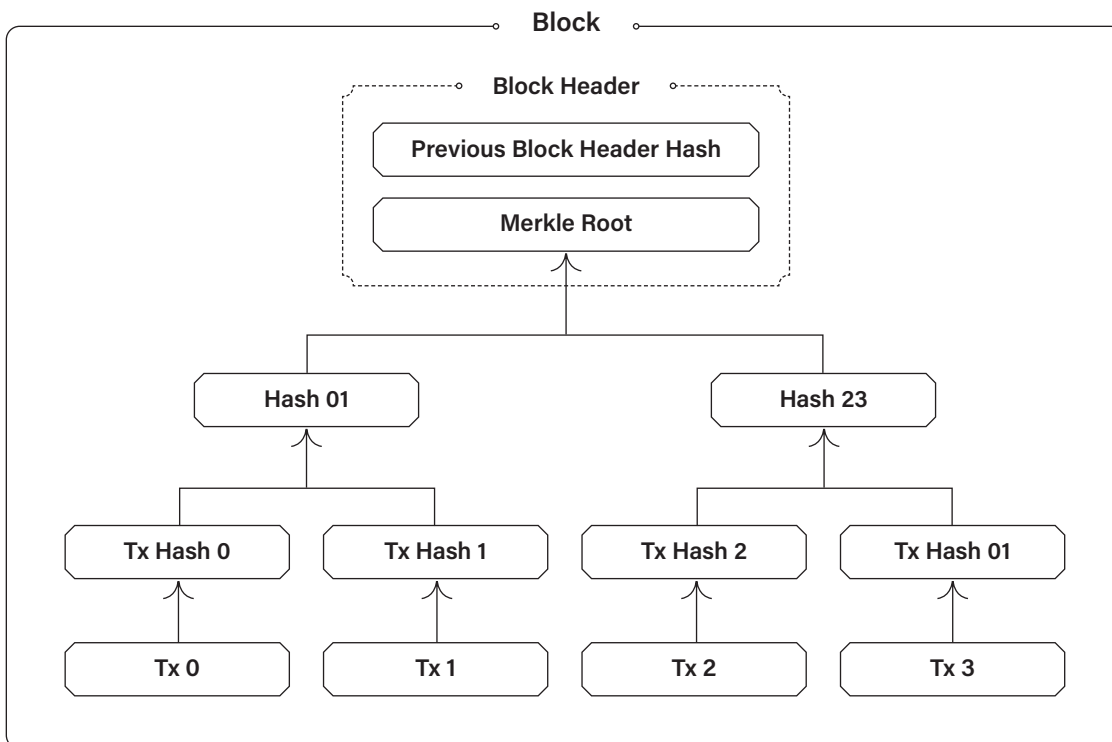 Block
Block Header
Previous Block Header Hash
Merkle Root
Hash 01
Hash 23
Tx Hash 0
Tx Hash 1
Tx Hash 2
Tx Hash 01
Tx 0
Tx 1
Tx 2
Tx 3